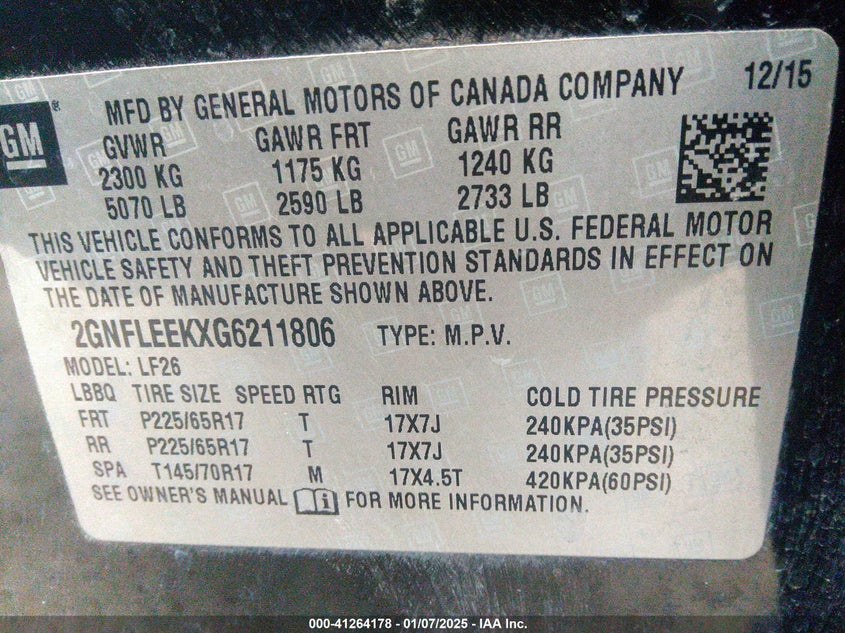 GM®
MFD BY GENERAL MOTORS OF CANADA COMPANY 12/15
GVWR GAWR FRT GAWR RR
2300 KG 1175 KG 1240 KG
5070 LB 2590 LB 2733 LB
THIS VEHICLE CONFORMS TO ALL APPLICABLE U.S. FEDERAL MOTOR
VEHICLE SAFETY AND THEFT PREVENTION STANDARDS IN EFFECT ON
THE DATE OF MANUFACTURE SHOWN ABOVE.
2GNFLEEKXG6211806 TYPE: M.P.V.
MODEL: LF26
LBBQ TIRE SIZE SPEED RTG RIM COLD TIRE PRESSURE
FRT P225/65R17 T 17X7J 240KPA(35PSI)
RR P225/65R17 T 17X7J 240KPA(35PSI)
SPA T145/70R17 M 17X4.5T 420KPA(60PSI)
SEE OWNER'S MANUAL FOR MORE INFORMATION.
000-41264178 - 01/07/2025 - IAA Inc.